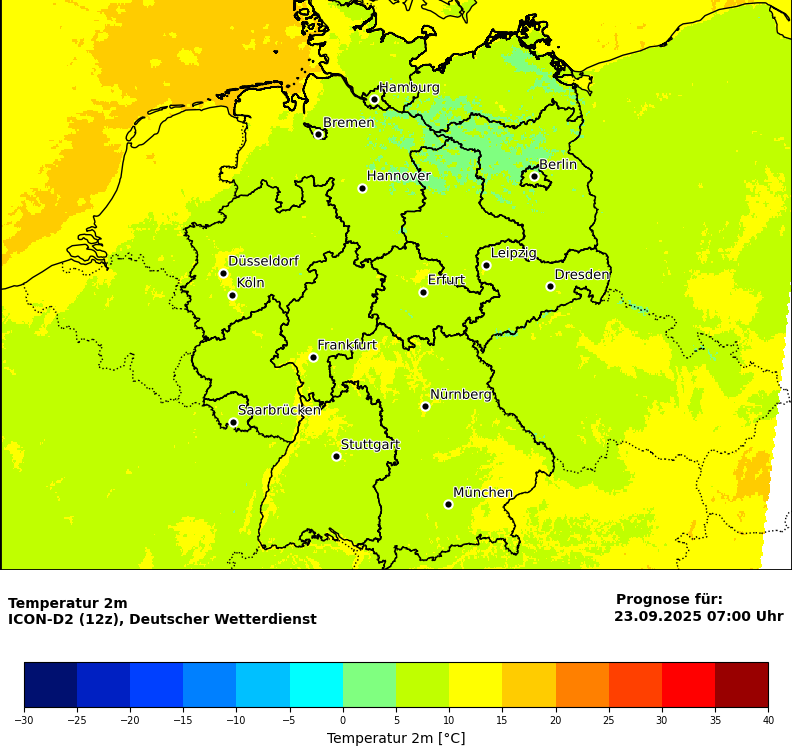 Hamburg
Bremen
Berlin
Hannover
Leipzig
Düsseldorf
Dresden
Köln
Erfurt
Frankfurt
Nürnberg
Saarbrücken
Stuttgart
München
Temperatur 2m
ICON-D2 (12z), Deutscher Wetterdienst
Prognose für:
23.09.2025 07:00 Uhr
−30 −25 −20 −15 −10 −5 0 5 10 15 20 25 30 35 40
Temperatur 2m [°C]